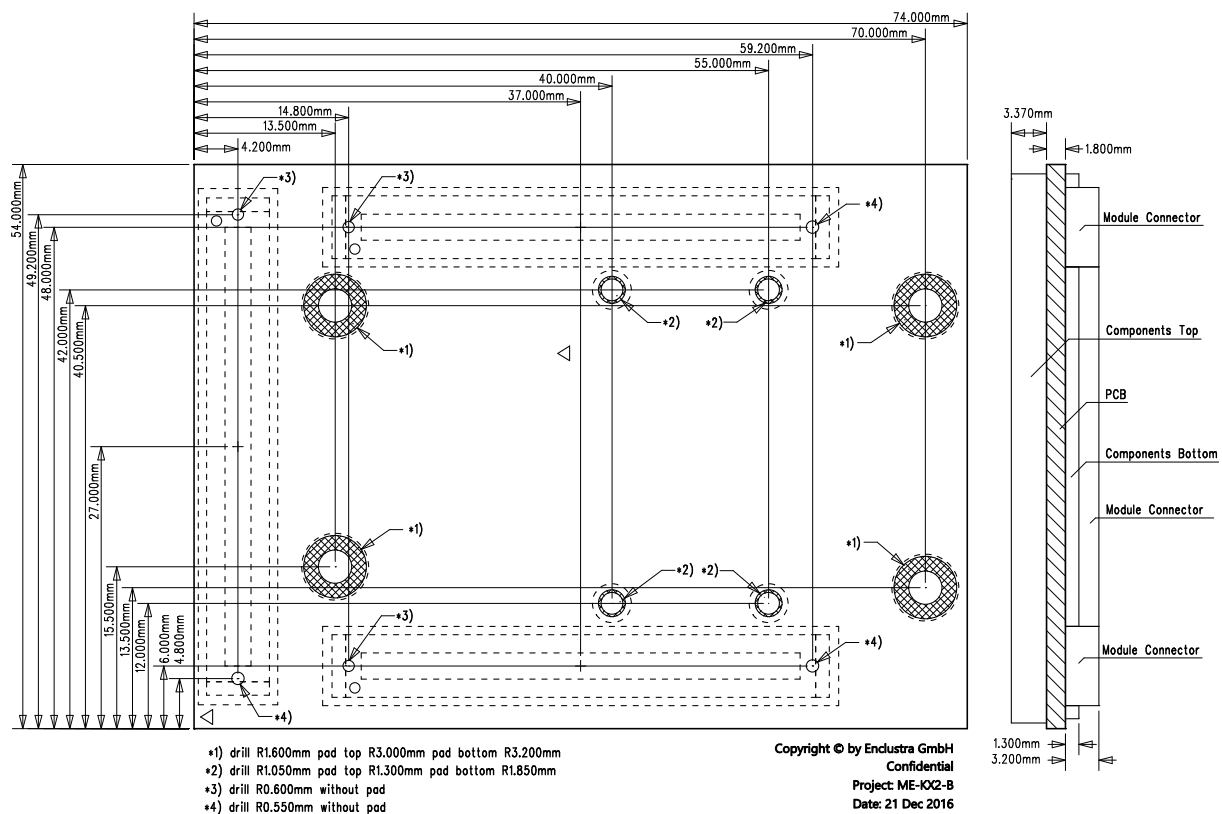 74.000mm
70.000mm
59.200mm
55.000mm
40.000mm
37.000mm
14.800mm
13.500mm
4.200mm
3.370mm
1.800mm
54.000mm
49.200mm
48.000mm
42.000mm
40.500mm
27.000mm
15.500mm
13.500mm
12.000mm
6.000mm
4.800mm
*3)
*3)
*4)
*2)
*2)
*1)
*1)
*1)
*1)
*2)
*2)
*3)
*4)
*4)
Module Connector
Components Top
PCB
Components Bottom
Module Connector
Module Connector
1.300mm
3.200mm
*1) drill R1.600mm pad top R3.000mm pad bottom R3.200mm
*2) drill R1.050mm pad top R1.300mm pad bottom R1.850mm
*3) drill R0.600mm without pad
*4) drill R0.550mm without pad
Copyright © by Enclustra GmbH
Confidential
Project: ME-KX2-B
Date: 21 Dec 2016